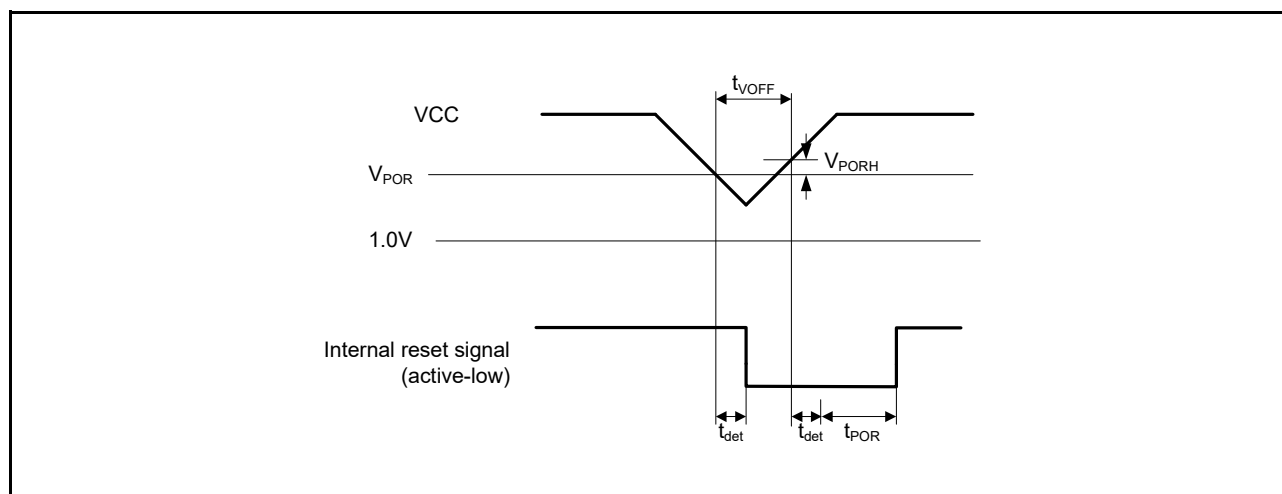 tVOFF
VCC
VPORH
VPOR
1.0V
Internal reset signal
(active-low)
tdet
tdet
tPOR